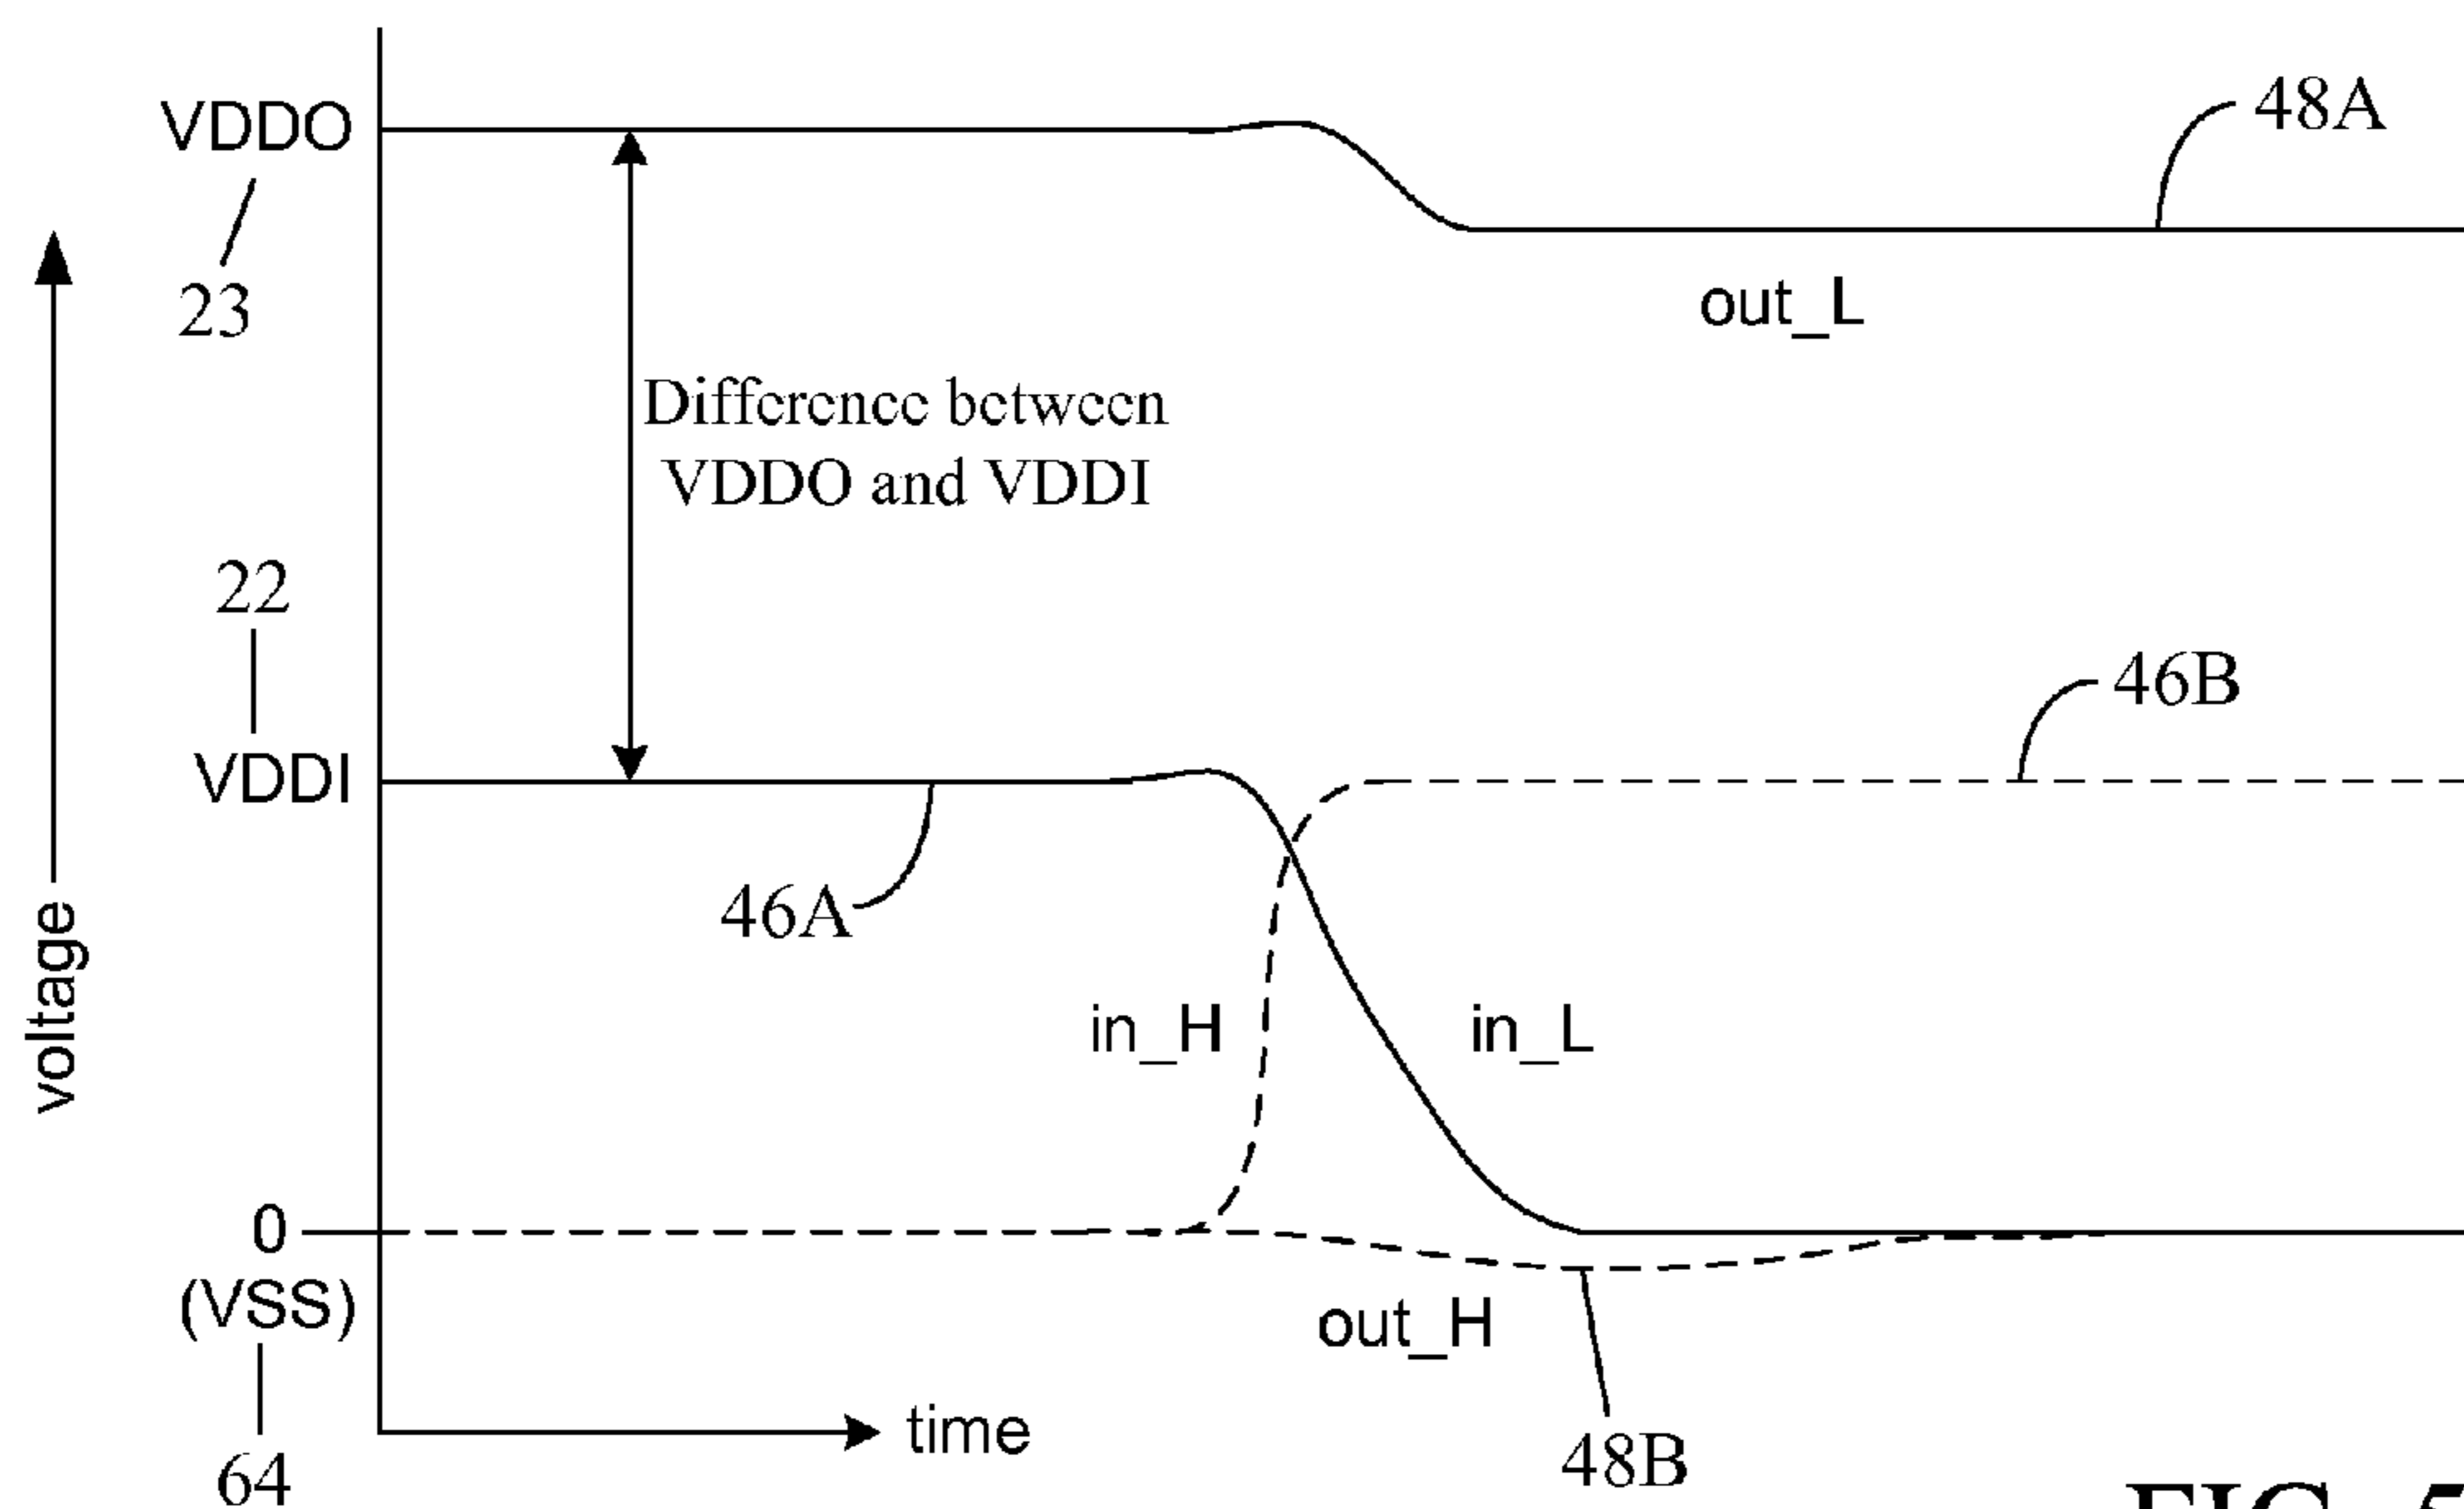 VDDO
48A
23
out_L
Difference between
VDDO and VDDI
22
46B
VDDI
46A
voltage
in_H
in_L
0
(VSS)
out_H
time
48B
64